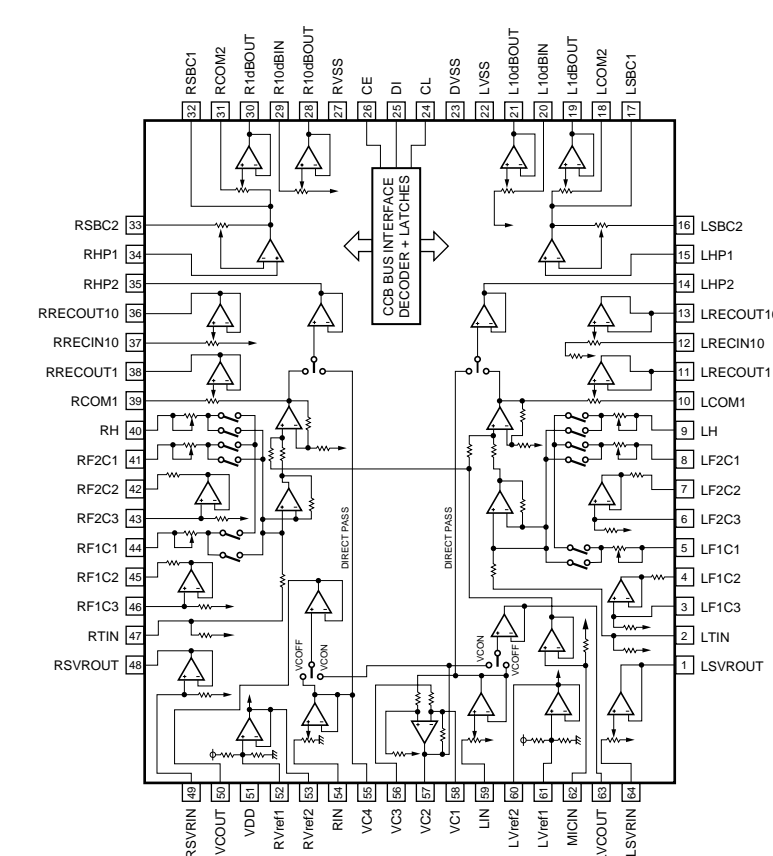 RSBC1
RCOM2
R1dBOUT
R10dBIN
R10dBOUT
RVSS
CE
DI
CL
DVSS
LVSS
L10dBOUT
L10dBIN
L1dBOUT
LCOM2
LSBC1
32
31
30
29
28
27
26
25
24
23
22
21
20
19
18
17
CCB BUS INTERFACE
DECODER + LATCHES
RSBC2 33
RHP1 34
RHP2 35
RRECOUT10 36
RRECIN10 37
RRECOUT1 38
RCOM1 39
RH 40
RF2C1 41
RF2C2 42
RF2C3 43
RF1C1 44
RF1C2 45
RF1C3 46
RTIN 47
RSVROUT 48
16 LSBC2
15 LHP1
14 LHP2
13 LRECOUT10
12 LRECIN10
11 LRECOUT1
10 LCOM1
9 LH
8 LF2C1
7 LF2C2
6 LF2C3
5 LF1C1
4 LF1C2
3 LF1C3
2 LTIN
1 LSVROUT
DIRECT PASS
DIRECT PASS
VCOFF
VCON
VCON
VCOFF
49
50
51
52
53
54
55
56
57
58
59
60
61
62
63
64
RSVRIN
VCOUT
VDD
RVref1
RVref2
RIN
VC4
VC3
VC2
VC1
LIN
LVref2
LVref1
MICIN
LSVRIN